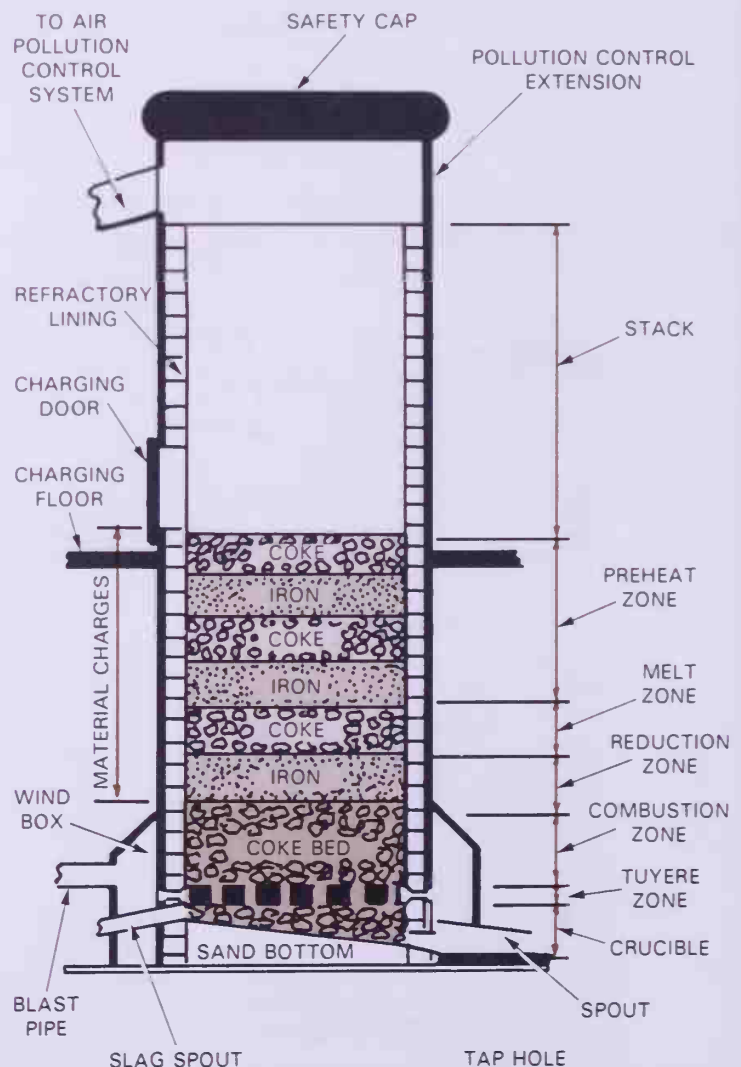 TO AIR
POLLUTION
CONTROL
SYSTEM
SAFETY CAP
POLLUTION CONTROL
EXTENSION
REFRACTORY
LINING
STACK
CHARGING
DOOR
CHARGING
FLOOR
MATERIAL CHARGES
COKE
IRON
COKE
IRON
COKE
IRON
COKE BED
PREHEAT
ZONE
MELT
ZONE
REDUCTION
ZONE
COMBUSTION
ZONE
TUYERE
ZONE
CRUCIBLE
WIND
BOX
SAND BOTTOM
BLAST
PIPE
SPOUT
SLAG SPOUT
TAP HOLE